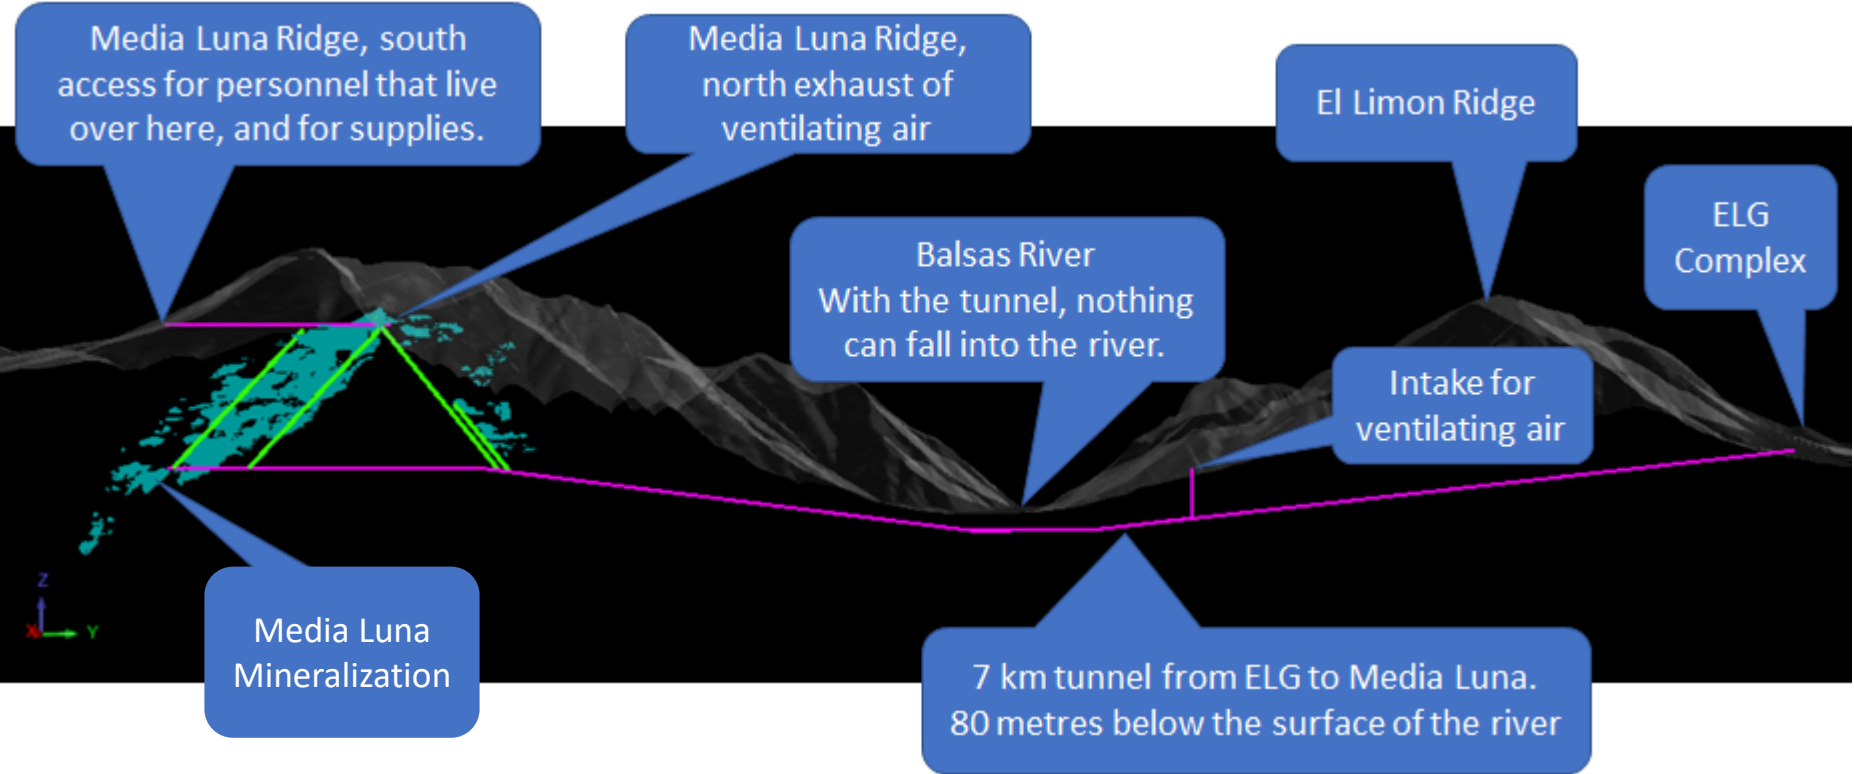 Media Luna Ridge, south
access for personnel that live
over here, and for supplies.
Media Luna Ridge,
north exhaust of
ventilating air
El Limon Ridge
ELG
Complex
Balsas River
With the tunnel, nothing
can fall into the river.
Intake for
ventilating air
Z
X
Y
Media Luna
Mineralization
7 km tunnel from ELG to Media Luna.
80 metres below the surface of the river